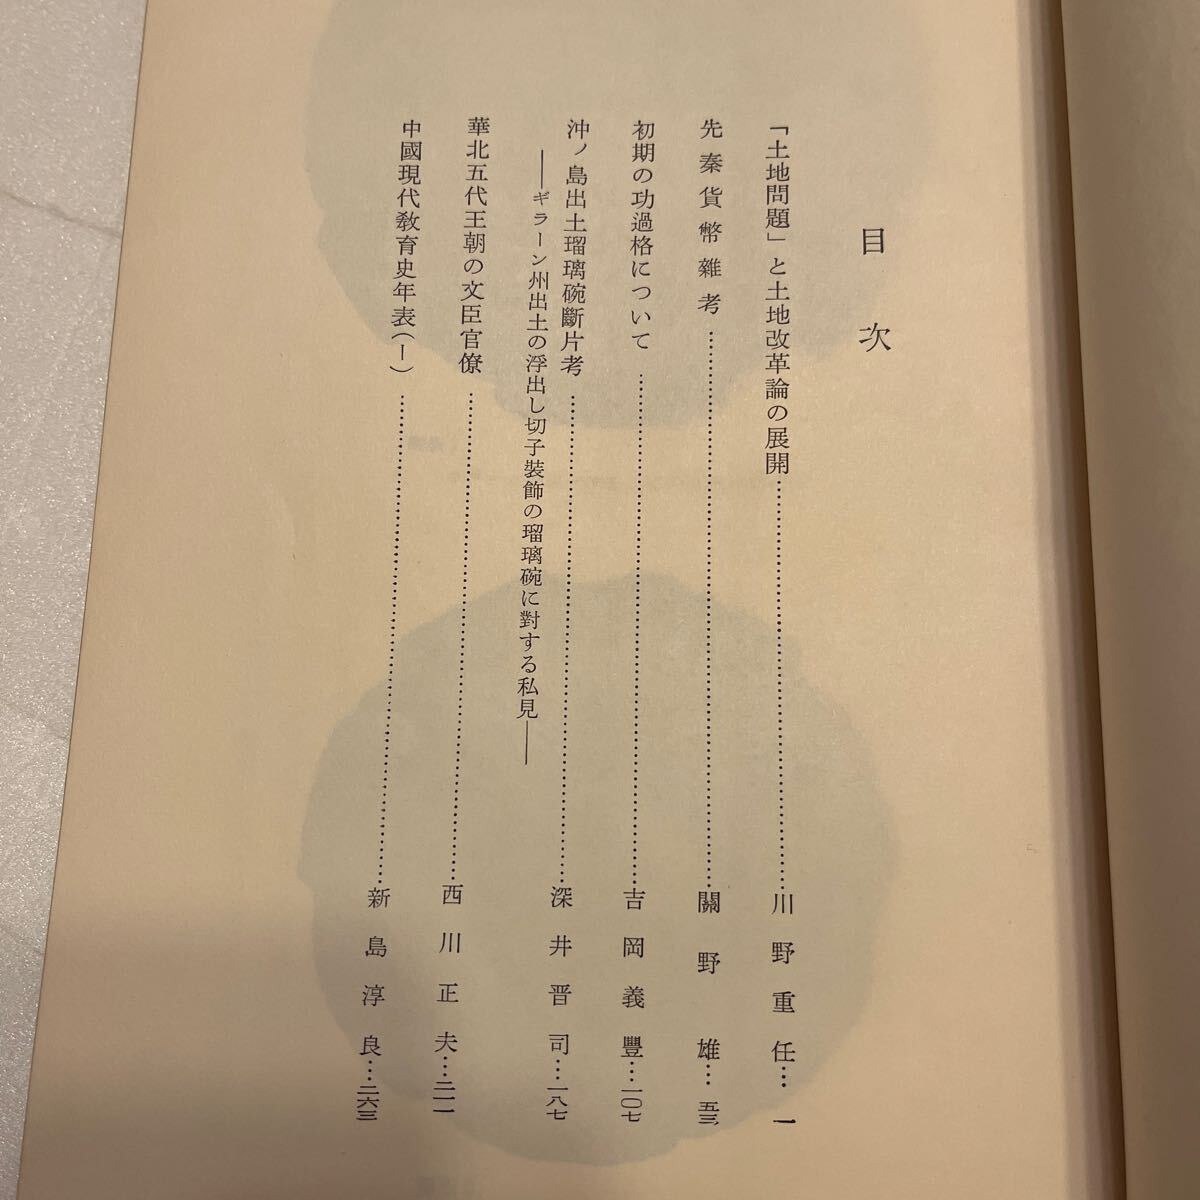 目次
「土地問題」と土地改革論の展開……川野重任…一
先秦貨幣雜考……關野雄…五三
初期の功過格について……吉岡義豐…一〇七
沖ノ島出土瑠璃碗斷片考……深井晋司…一八七
――ギラーン州出土の浮出し切子裝飾の瑠璃碗に對する私見――
華北五代王朝の文臣官僚……西川正夫…二一一
中國現代敎育史年表(一)……新島淳良…二六三